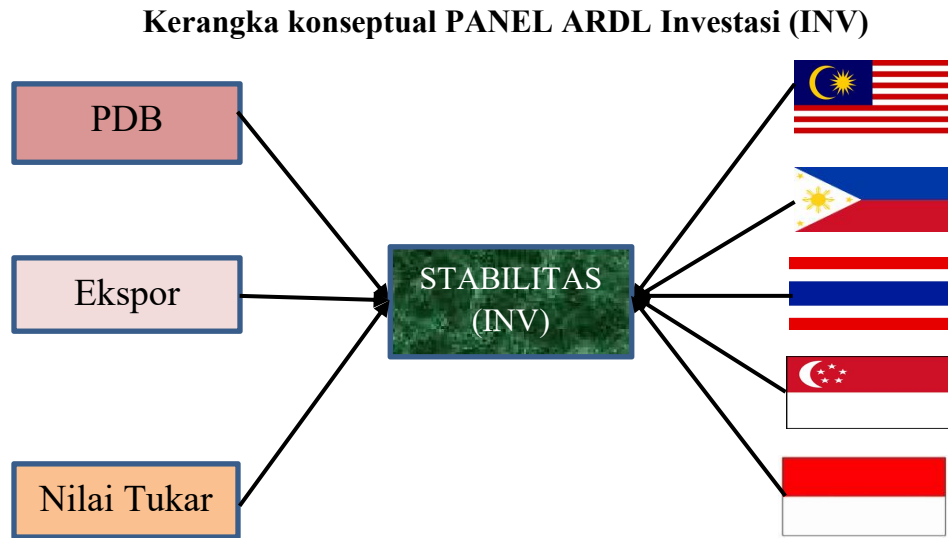 Kerangka konseptual PANEL ARDL Investasi (INV)
PDB
Ekspor
STABILITAS
(INV)
Nilai Tukar